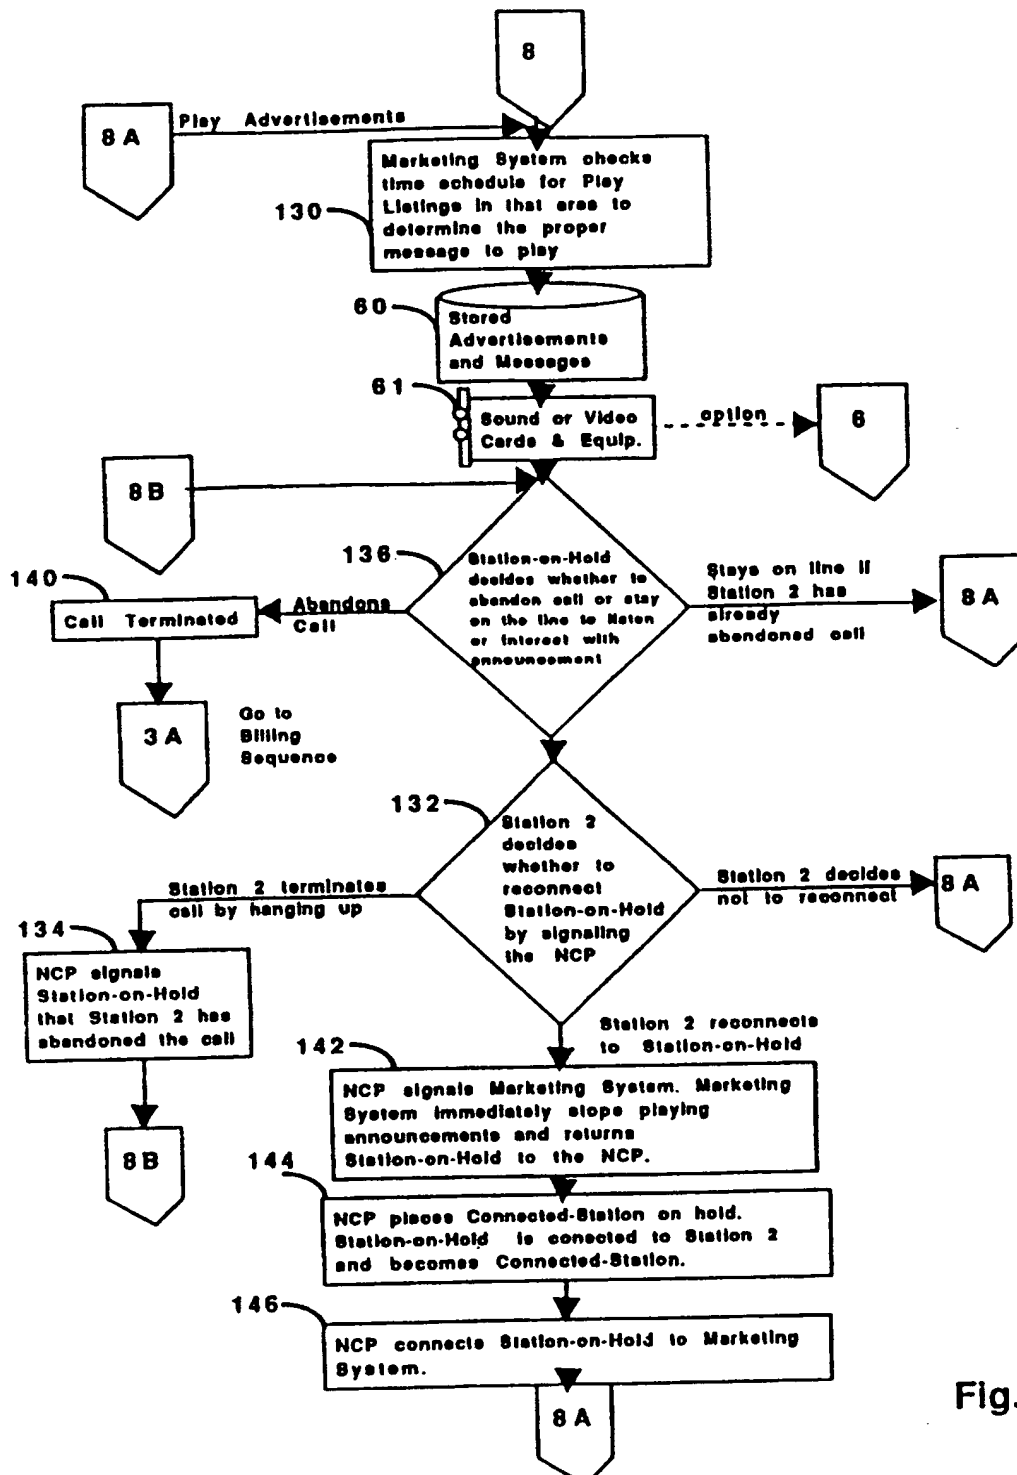 8
8A
Play Advertisements
Marketing System checks
time schedule for Play
Listings in that area to
determine the proper
message to play
130
60
Stored
Advertisements
and Messages
61
Sound or Video
Cards & Equip.
option
6
8B
136
Station-on-Hold
decides whether to
abandon call or stay
on the line to listen
or interact with
announcement
Stays on line if
Station 2 has
already
abandoned call
8A
140
Call Terminated
Abandons
Call
3A
Go to
Billing
Sequence
132
Station 2
decides
whether to
reconnect
Station-on-Hold
by signaling
the NCP
Station 2 terminates
call by hanging up
Station 2 decides
not to reconnect
8A
134
NCP signals
Station-on-Hold
that Station 2 has
abandoned the call
8B
Station 2 reconnects
to Station-on-Hold
142
NCP signals Marketing System. Marketing
System immediately stops playing
announcements and returns
Station-on-Hold to the NCP.
144
NCP places Connected-Station on hold.
Station-on-Hold is conected to Station 2
and becomes Connected-Station.
146
NCP connects Station-on-Hold to Marketing
System.
8A
Fig.